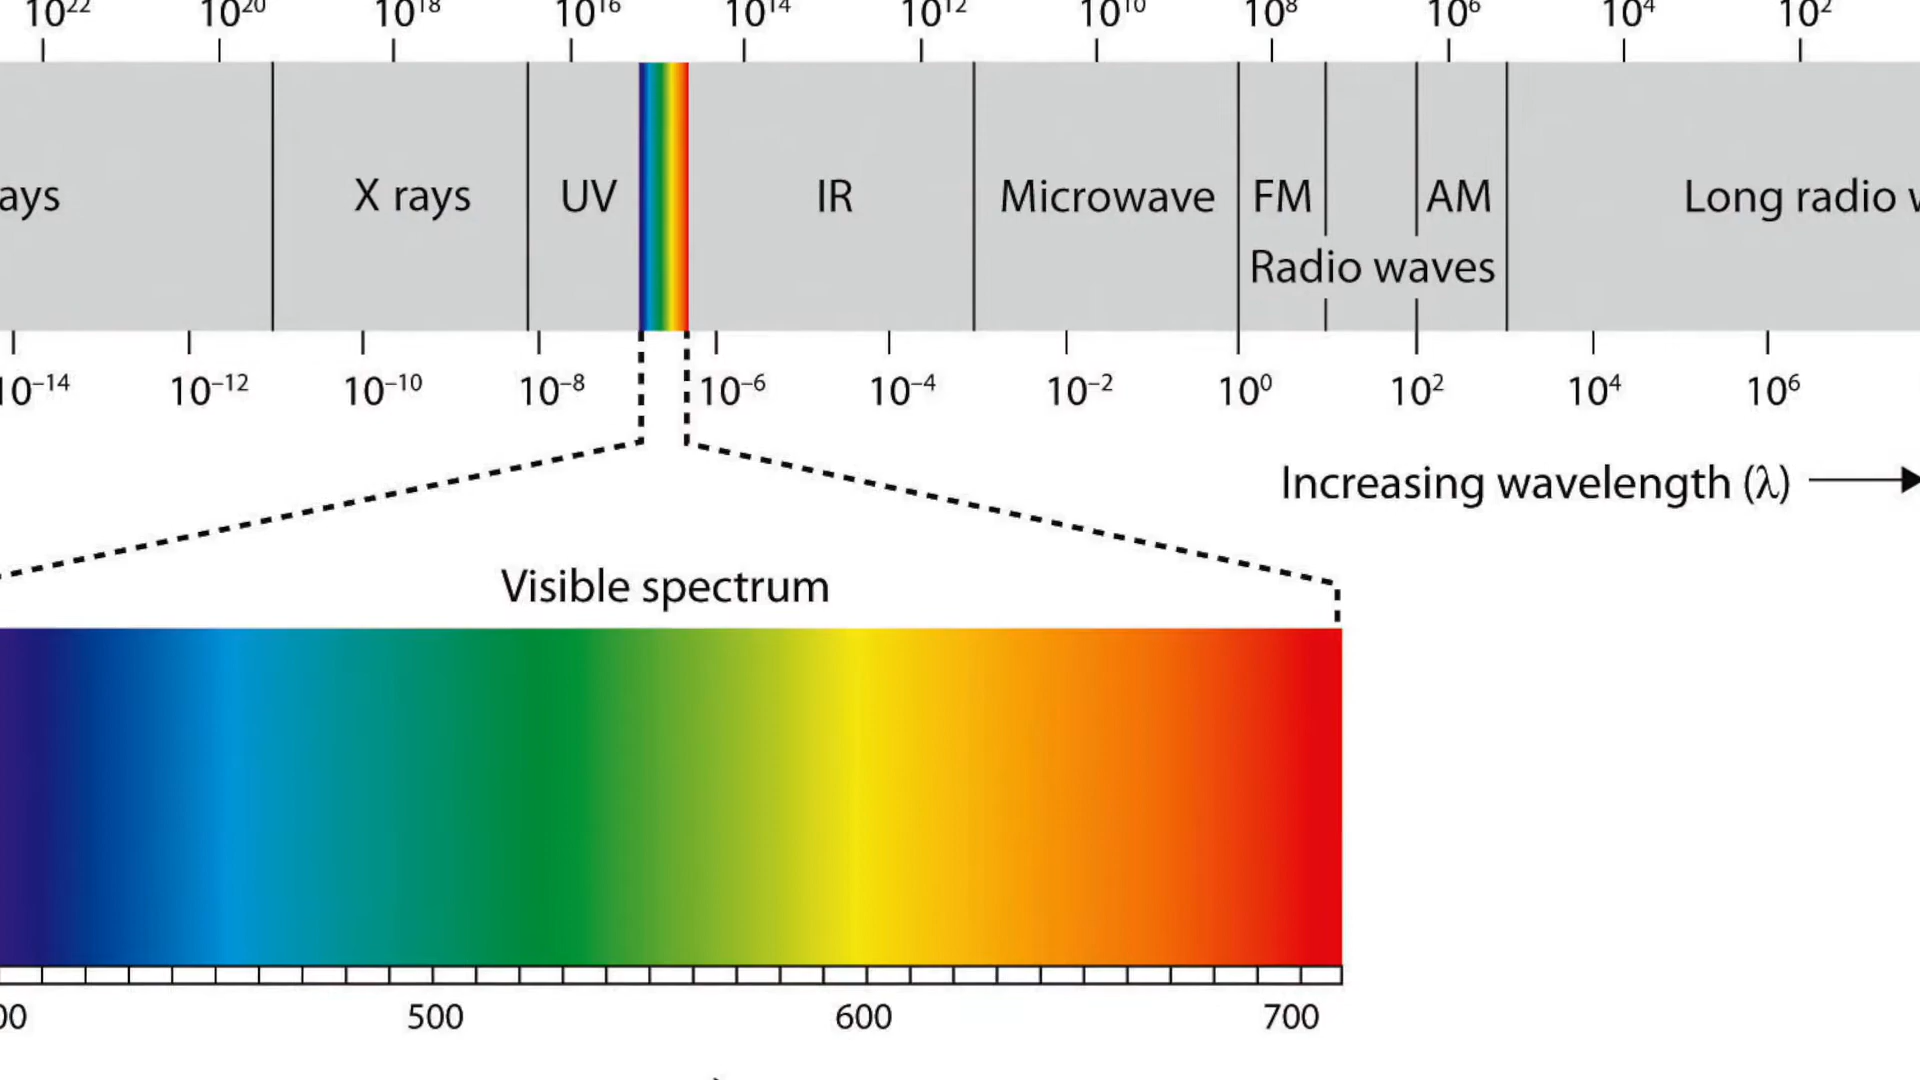 10²² 10²⁰ 10¹⁸ 10¹⁶ 10¹⁴ 10¹² 10¹⁰ 10⁸ 10⁶ 10⁴ 10²
ays X rays UV IR Microwave FM AM Long radio
Radio waves
10⁻¹⁴ 10⁻¹² 10⁻¹⁰ 10⁻⁸ 10⁻⁶ 10⁻⁴ 10⁻² 10⁰ 10² 10⁴ 10⁶
Increasing wavelength (λ)
Visible spectrum
00 500 600 700